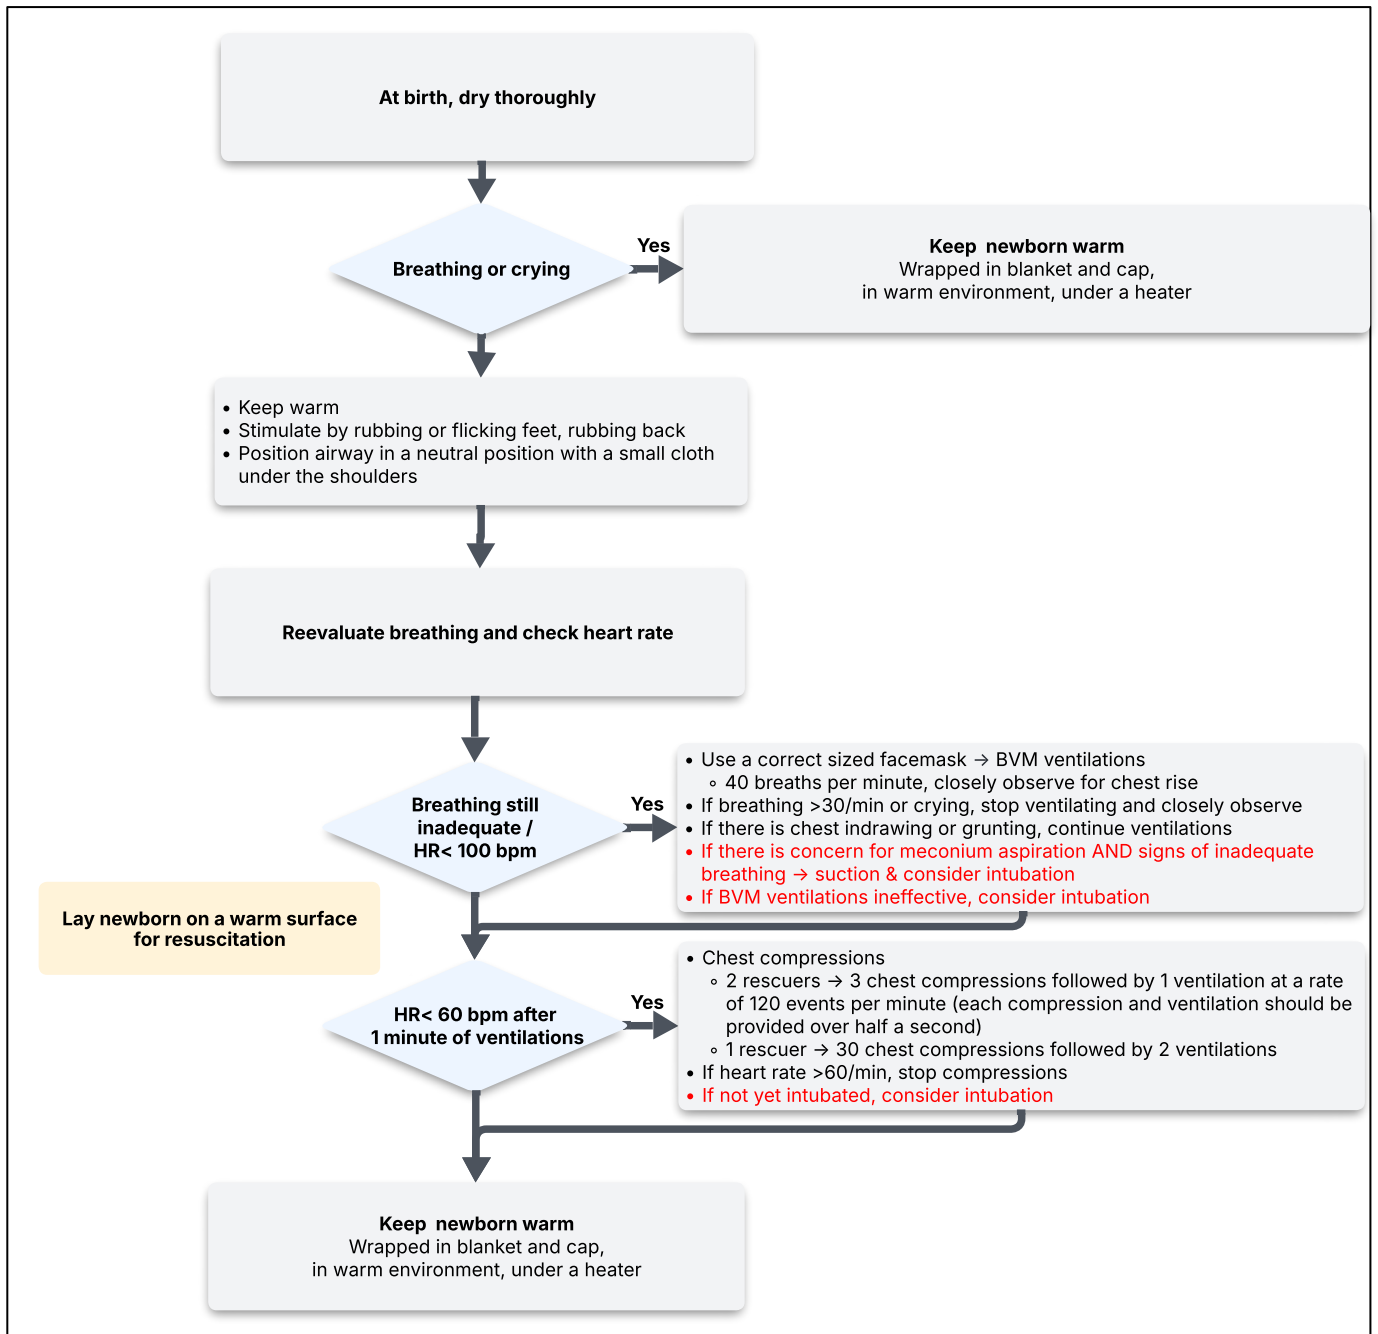 At birth, dry thoroughly
Breathing or crying
Yes
Keep newborn warm
Wrapped in blanket and cap,
in warm environment, under a heater
• Keep warm
• Stimulate by rubbing or flicking feet, rubbing back
• Position airway in a neutral position with a small cloth
under the shoulders
Reevaluate breathing and check heart rate
Breathing still
inadequate /
HR< 100 bpm
Yes
• Use a correct sized facemask → BVM ventilations
◦ 40 breaths per minute, closely observe for chest rise
• If breathing >30/min or crying, stop ventilating and closely observe
• If there is chest indrawing or grunting, continue ventilations
• If there is concern for meconium aspiration AND signs of inadequate
breathing → suction & consider intubation
• If BVM ventilations ineffective, consider intubation
Lay newborn on a warm surface
for resuscitation
HR< 60 bpm after
1 minute of ventilations
Yes
• Chest compressions
◦ 2 rescuers → 3 chest compressions followed by 1 ventilation at a rate
of 120 events per minute (each compression and ventilation should be
provided over half a second)
◦ 1 rescuer → 30 chest compressions followed by 2 ventilations
• If heart rate >60/min, stop compressions
• If not yet intubated, consider intubation
Keep newborn warm
Wrapped in blanket and cap,
in warm environment, under a heater